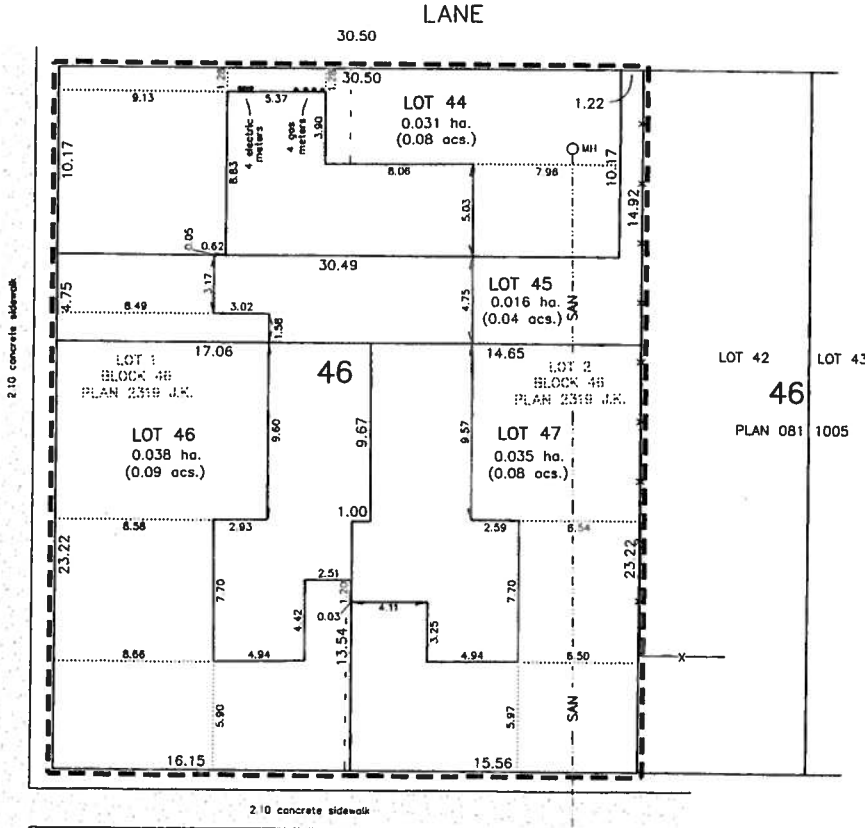 LANE
30.50
1.28
1.28
30.50
9.13
5.37
4 electric
meters
4 gas
meters
3.90
LOT 44
0.031 ha.
(0.08 acs.)
1.22
MH
10.17
8.83
8.06
7.98
10.17
14.92
5.03
0.05
0.62
30.49
3.17
4.75
8.49
3.02
1.58
4.75
LOT 45
0.016 ha.
(0.04 acs.)
SAN
17.06
14.65
LOT 1
BLOCK 46
PLAN 2319 J.K.
46
LOT 2
BLOCK 46
PLAN 2319 J.K.
LOT 42
LOT 43
46
PLAN 081 1005
2.10 concrete sidewalk
LOT 46
0.038 ha.
(0.09 acs.)
9.60
9.67
9.57
LOT 47
0.035 ha.
(0.08 acs.)
8.58
2.93
1.00
2.59
6.54
23.22
23.22
7.70
2.51
1.20
4.42
0.03
4.11
3.25
7.70
8.66
4.94
13.54
4.94
6.50
5.90
5.97
SAN
16.15
15.56
2.10 concrete sidewalk